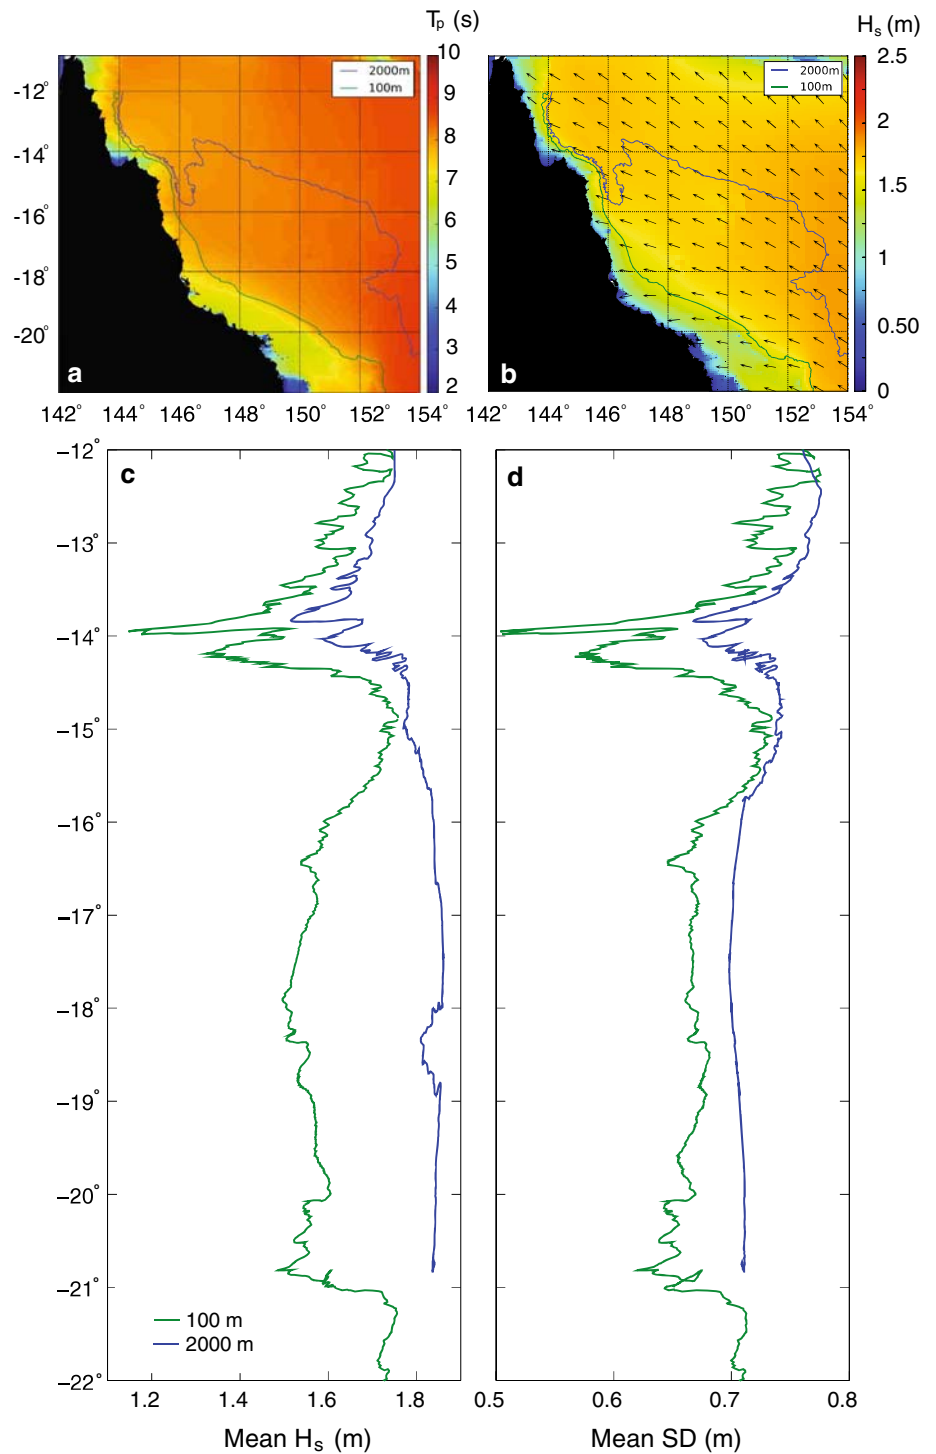 Tp (s)
Hs (m)
10
9
8
7
6
5
4
3
2
2000m
100m
2000m
100m
2.5
2
1.5
1
0.50
0
-12°
-14°
-16°
-18°
-20°
a
b
142° 144° 146° 148° 150° 152° 154°
142° 144° 146° 148° 150° 152° 154°
c
d
−12°
−13°
−14°
−15°
−16°
−17°
−18°
−19°
−20°
−21°
−22°
100 m
2000 m
1.2 1.4 1.6 1.8
0.5 0.6 0.7 0.8
Mean Hs (m)
Mean SD (m)